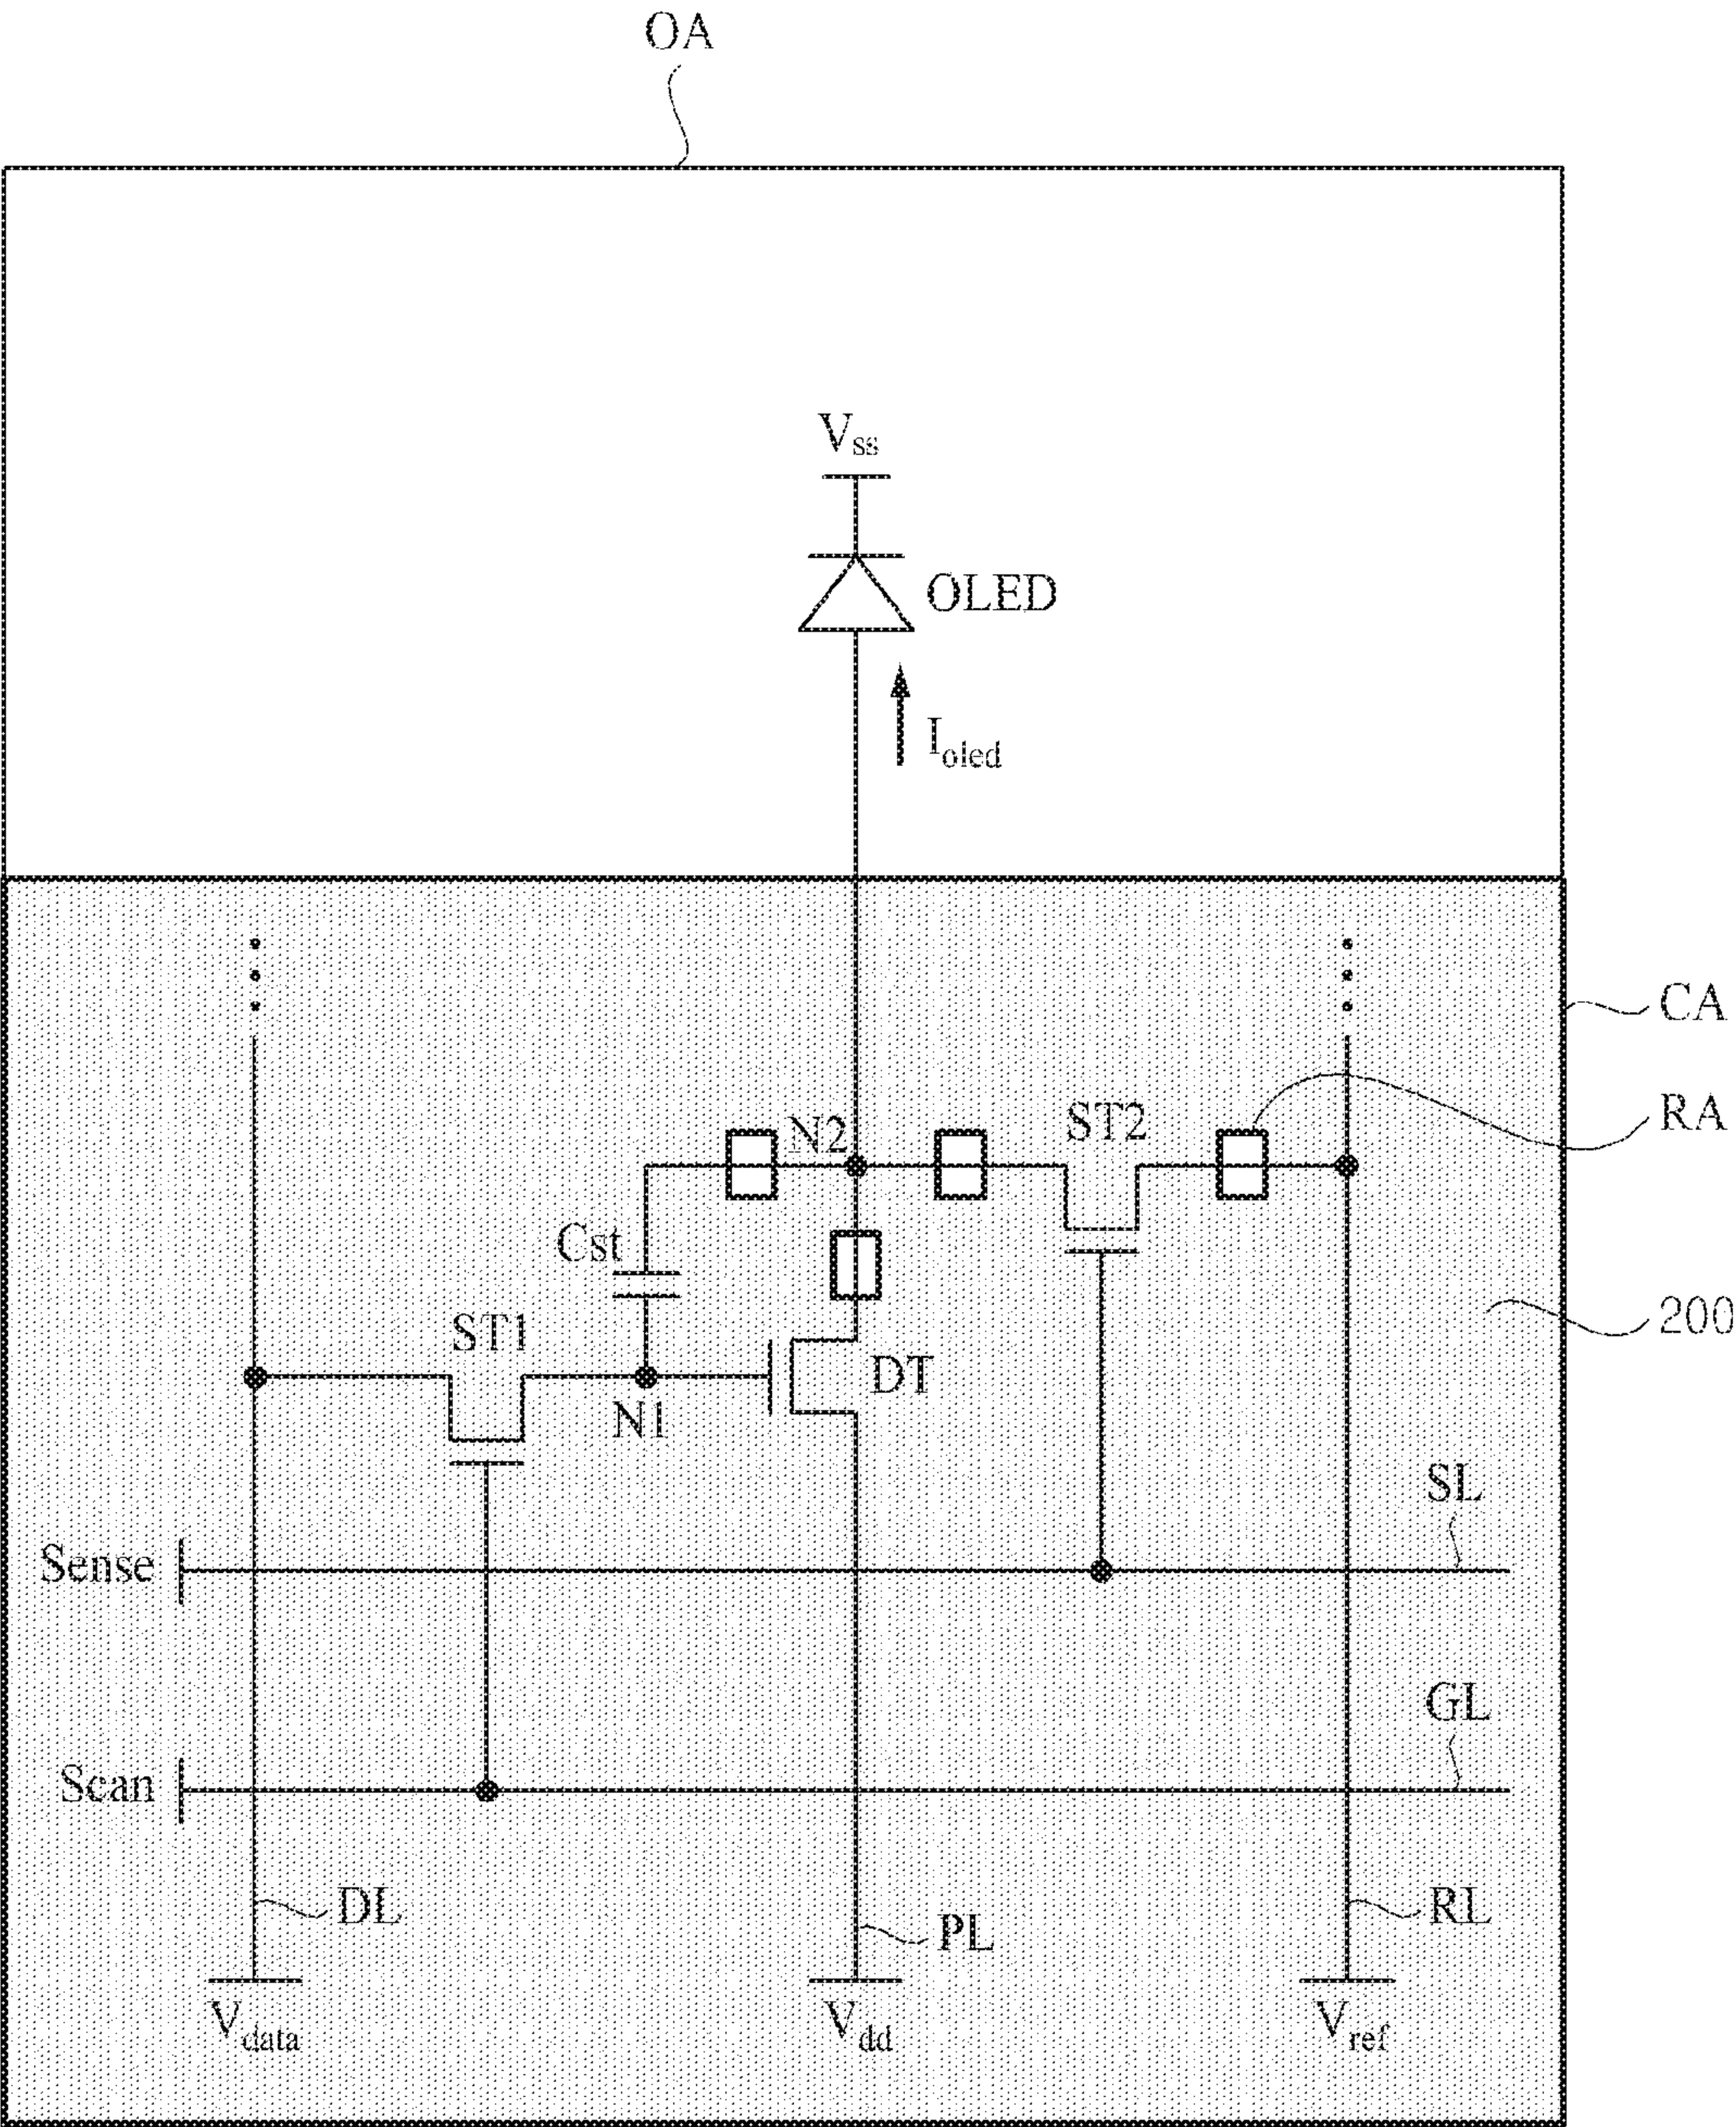 OA
Vss
OLED
Ioled
CA
RA
N2
ST2
Cst
200
ST1
DT
N1
SL
Sense
GL
Scan
DL
PL
RL
Vdata
Vdd
Vref